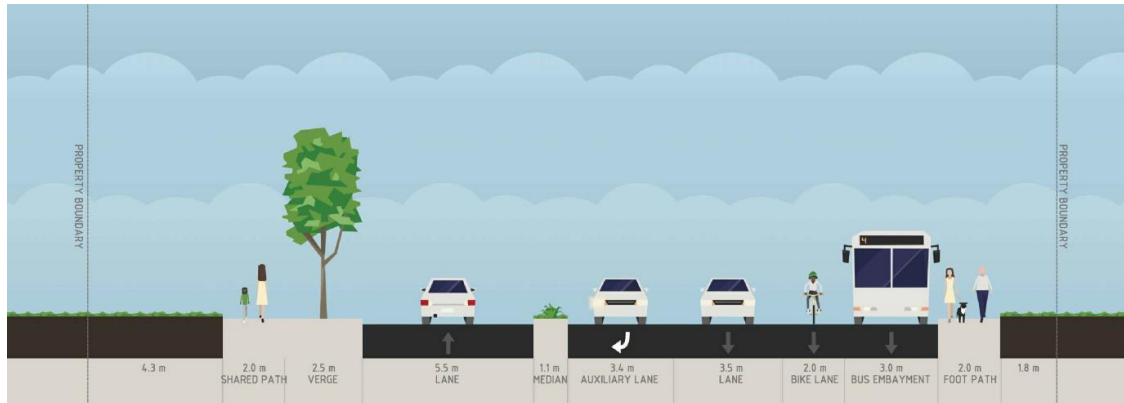 PROPERTY BOUNDARY
PROPERTY BOUNDARY
4
4.3 m
2.0 m
SHARED PATH
2.5 m
VERGE
5.5 m
LANE
1.1 m
MEDIAN
3.4 m
AUXILIARY LANE
3.5 m
LANE
2.0 m
BIKE LANE
3.0 m
BUS EMBAYMENT
2.0 m
FOOT PATH
1.8 m